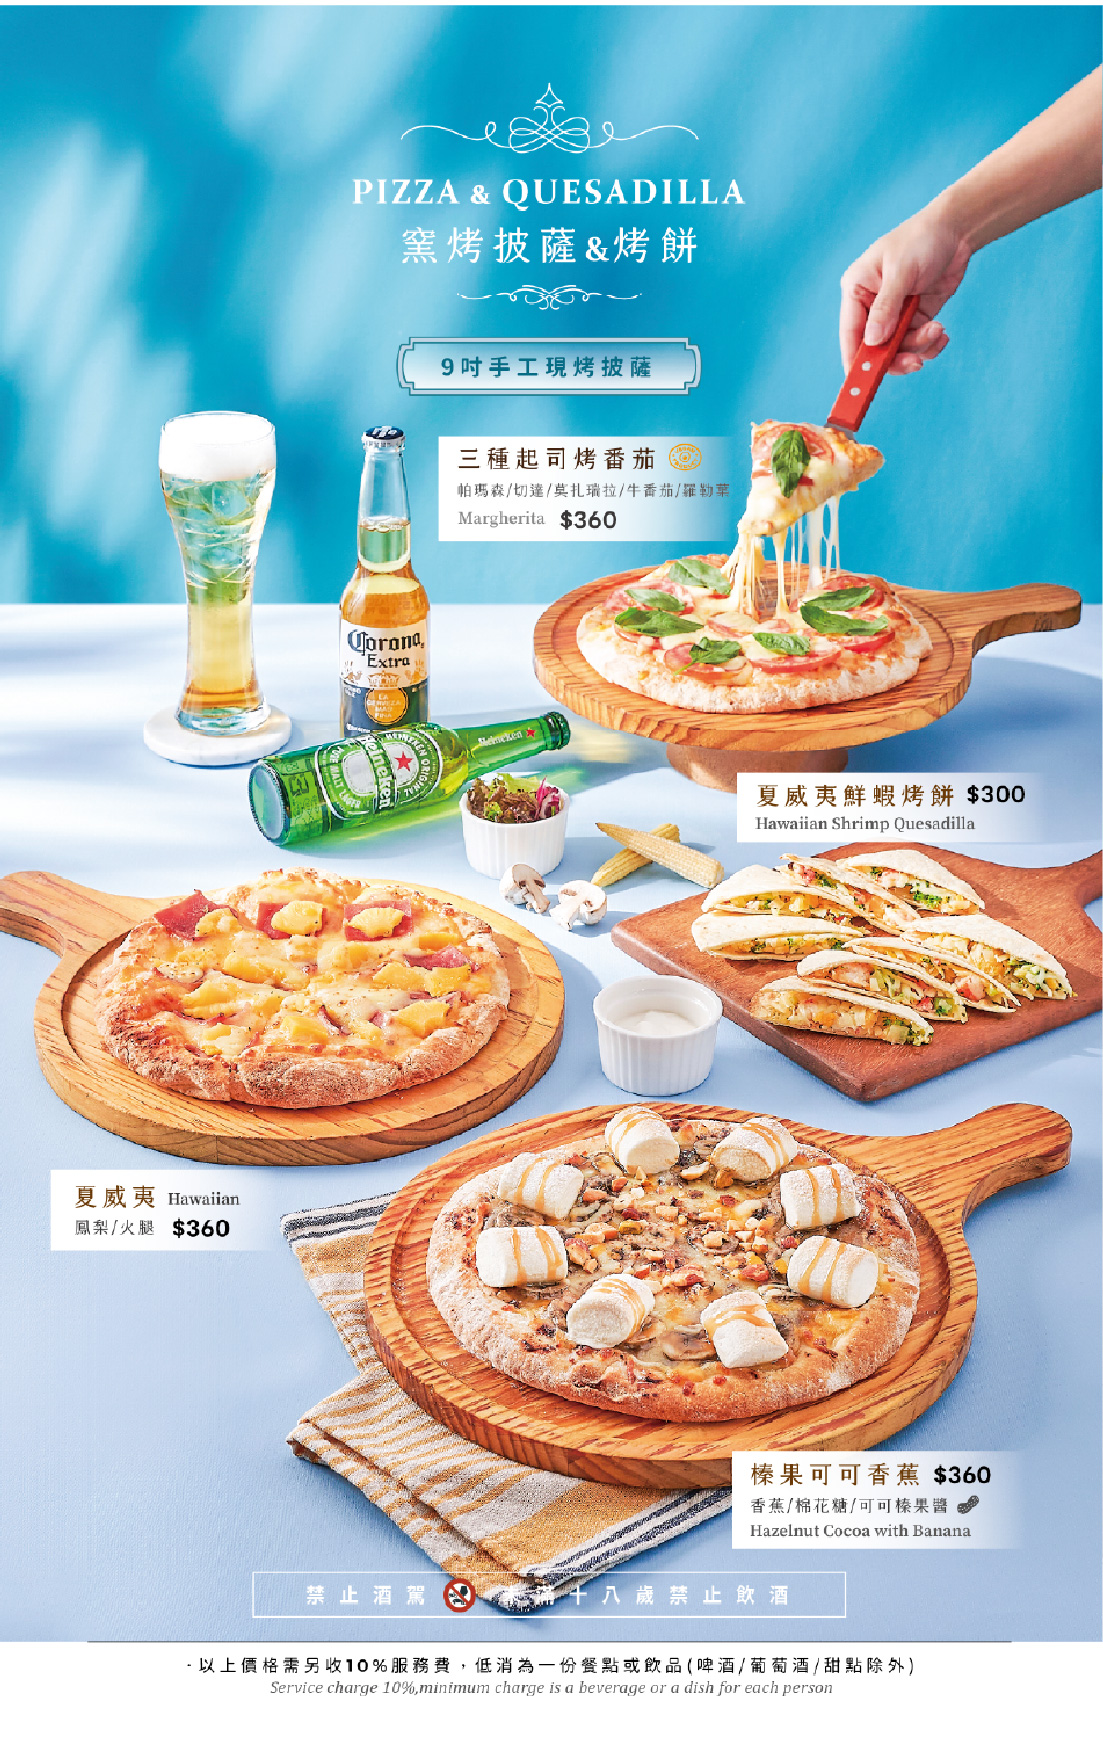 PIZZA & QUESADILLA
窯烤披薩&烤餅
9吋手工現烤披薩
三種起司烤番茄
帕瑪森/切達/莫扎瑞拉/牛番茄/羅勒葉
Margherita $360
Corona
Extra
LA
CERVEZA
MAS
FINA
Heineken
HEINEKEN ORIGINAL
Heineken
夏威夷鮮蝦烤餅 $300
Hawaiian Shrimp Quesadilla
夏威夷 Hawaiian
鳳梨/火腿 $360
榛果可可香蕉 $360
香蕉/棉花糖/可可榛果醬
Hazelnut Cocoa with Banana
禁止酒駕 未滿十八歲禁止飲酒
-以上價格需另收10%服務費，低消為一份餐點或飲品(啤酒/葡萄酒/甜點除外)
Service charge 10%,minimum charge is a beverage or a dish for each person